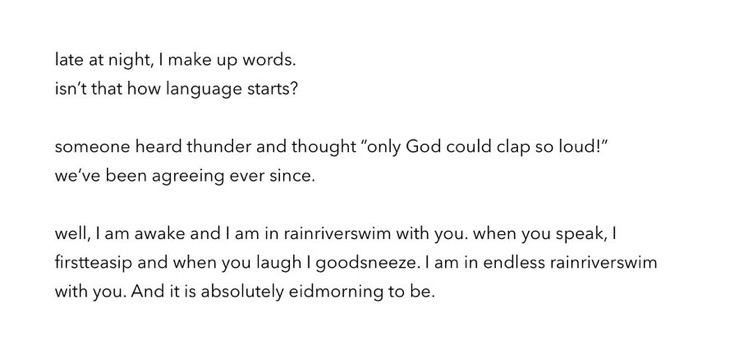 late at night, I make up words.
isn’t that how language starts?
someone heard thunder and thought “only God could clap so loud!”
we’ve been agreeing ever since.
well, I am awake and I am in rainriverswim with you. when you speak, I
firstteasip and when you laugh I goodsneeze. I am in endless rainriverswim
with you. And it is absolutely eidmorning to be.